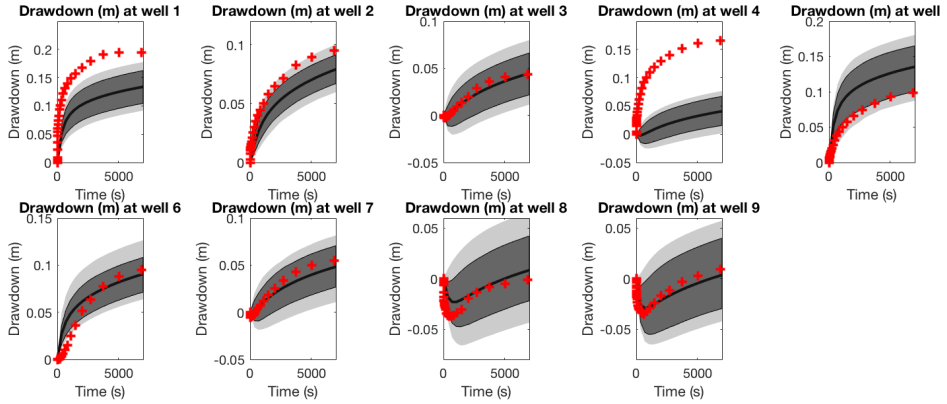 Drawdown (m) at well 1
Drawdown (m)
0.2
0.15
0.1
0.05
0
0
5000
Time (s)
Drawdown (m) at well 2
Drawdown (m)
0.1
0.05
0
0
5000
Time (s)
Drawdown (m) at well 3
Drawdown (m)
0.1
0.05
0
-0.05
0
5000
Time (s)
Drawdown (m) at well 4
Drawdown (m)
0.15
0.1
0.05
0
-0.05
0
5000
Time (s)
Drawdown (m) at well
Drawdown (m)
0.2
0.15
0.1
0.05
0
0
5000
Time (s)
Drawdown (m) at well 6
Drawdown (m)
0.15
0.1
0.05
0
0
5000
Time (s)
Drawdown (m) at well 7
Drawdown (m)
0.1
0.05
0
-0.05
0
5000
Time (s)
Drawdown (m) at well 8
Drawdown (m)
0.05
0
-0.05
0
5000
Time (s)
Drawdown (m) at well 9
Drawdown (m)
0.05
0
-0.05
0
5000
Time (s)